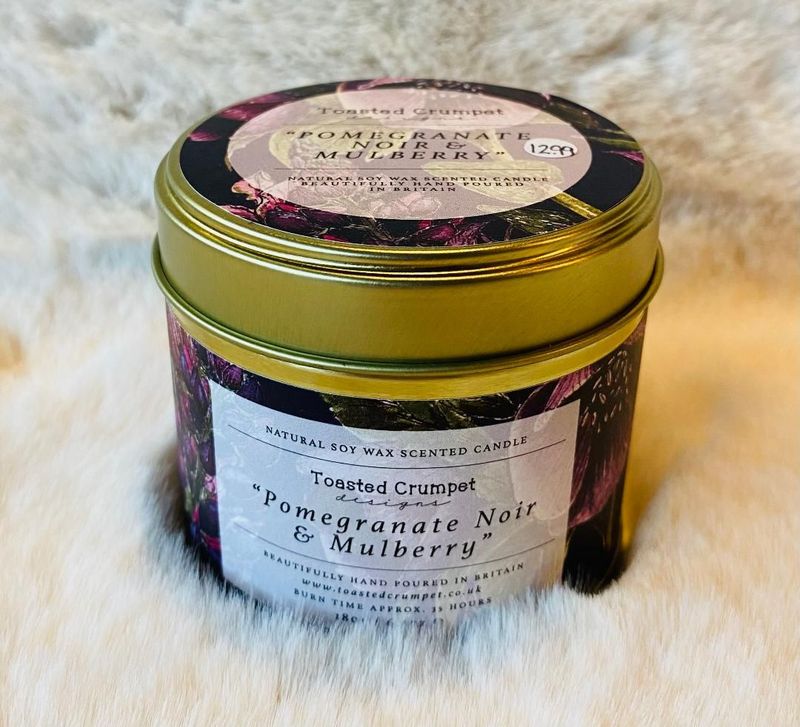 Toasted Crumpet
"POMEGRANATE
NOIR &
MULBERRY"
12.99
NATURAL SOY WAX SCENTED CANDLE
BEAUTIFULLY HAND POURED
IN BRITAIN
NATURAL SOY WAX SCENTED CANDLE
Toasted Crumpet
designs
"Pomegranate Noir
& Mulberry"
BEAUTIFULLY HAND POURED IN BRITAIN
www.toastedcrumpet.co.uk
BURN TIME APPROX. 35 HOURS